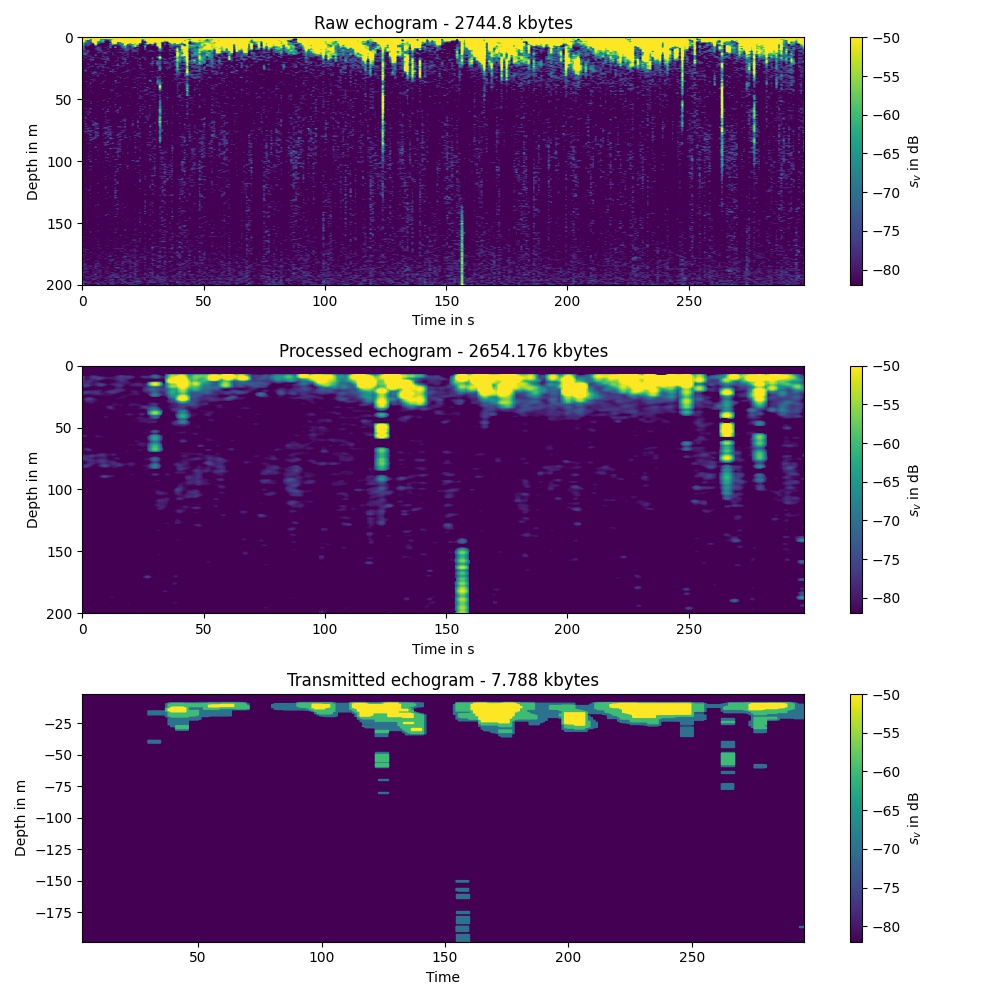 Raw echogram - 2744.8 kbytes
0
50
100
150
200
Depth in m
0 50 100 150 200 250
Time in s
−50
−55
−60
−65
−70
−75
−80
sv in dB
Processed echogram - 2654.176 kbytes
0
50
100
150
200
Depth in m
0 50 100 150 200 250
Time in s
−50
−55
−60
−65
−70
−75
−80
sv in dB
Transmitted echogram - 7.788 kbytes
−25
−50
−75
−100
−125
−150
−175
Depth in m
50 100 150 200 250
Time
−50
−55
−60
−65
−70
−75
−80
sv in dB